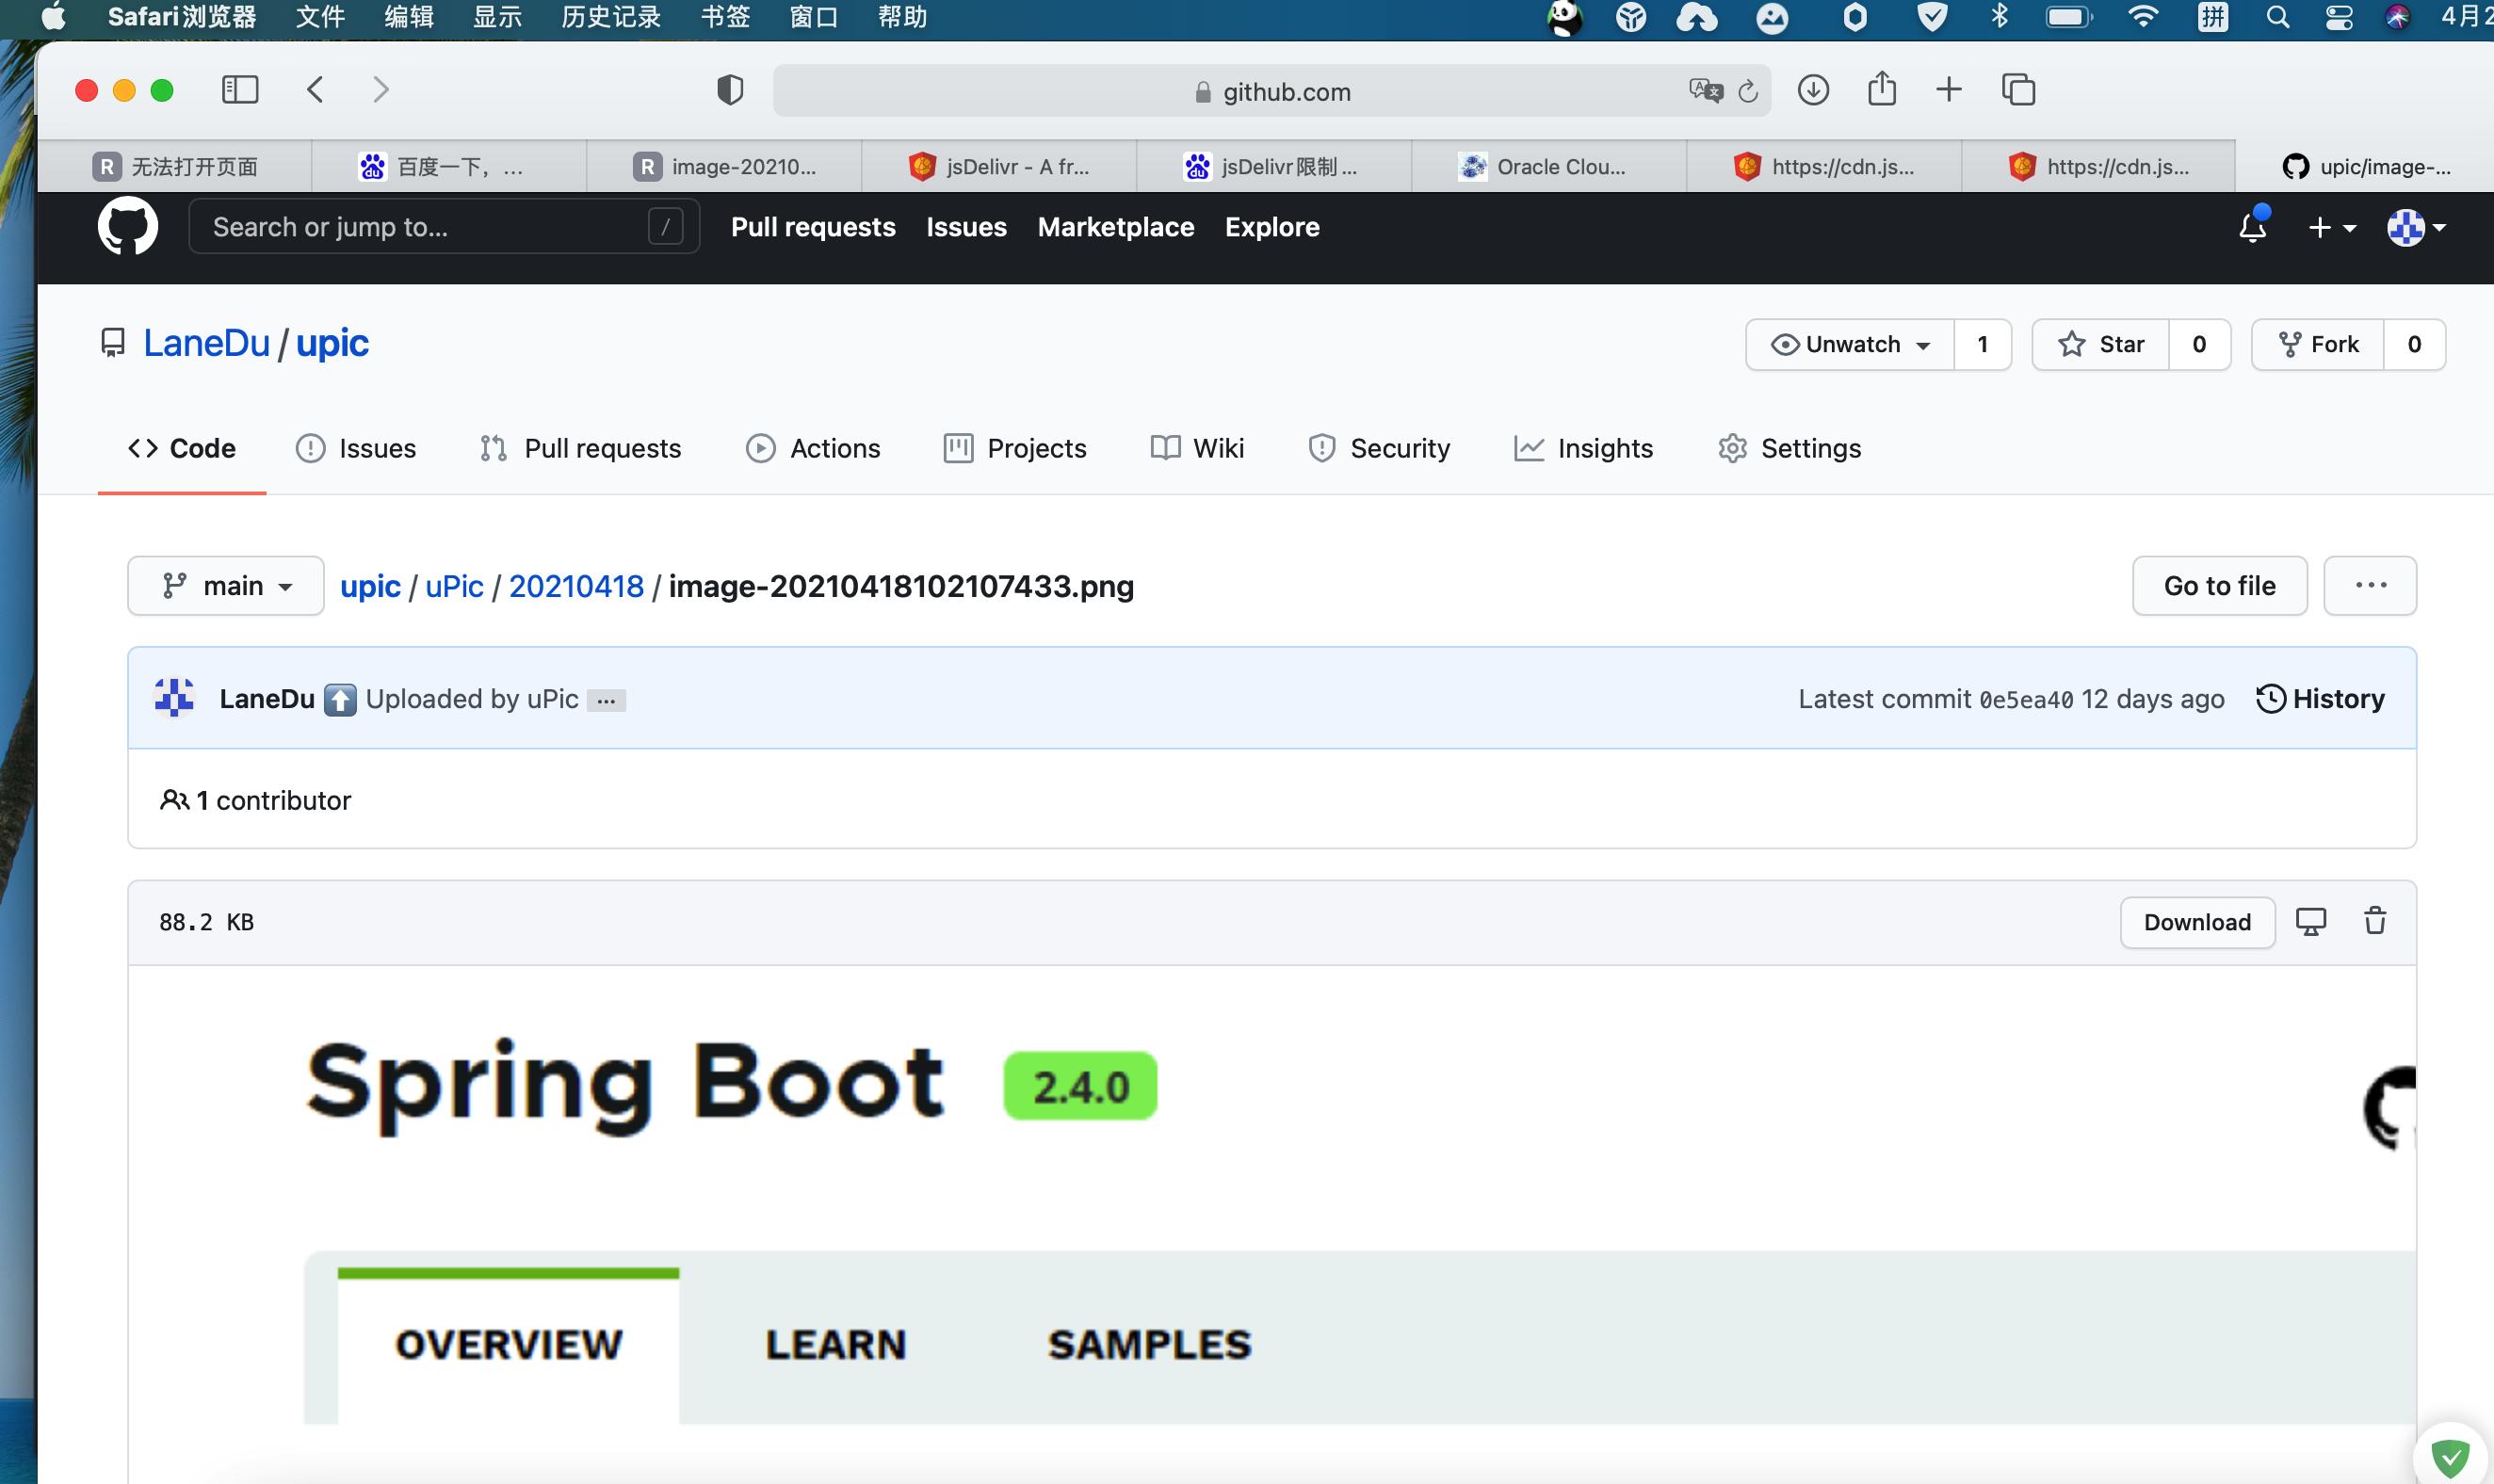 Safari浏览器 文件 编辑 显示 历史记录 书签 窗口 帮助 拼 4月2
github.com
R 无法打开页面 百度一下，... R image-20210... jsDelivr - A fr... jsDelivr限制 ... Oracle Clou... https://cdn.js... https://cdn.js... upic/image-...
Search or jump to... / Pull requests Issues Marketplace Explore
LaneDu / upic Unwatch 1 Star 0 Fork 0
Code Issues Pull requests Actions Projects Wiki Security Insights Settings
main upic / uPic / 20210418 / image-20210418102107433.png Go to file ...
LaneDu Uploaded by uPic ... Latest commit 0e5ea40 12 days ago History
1 contributor
88.2 KB Download
Spring Boot 2.4.0
OVERVIEW LEARN SAMPLES